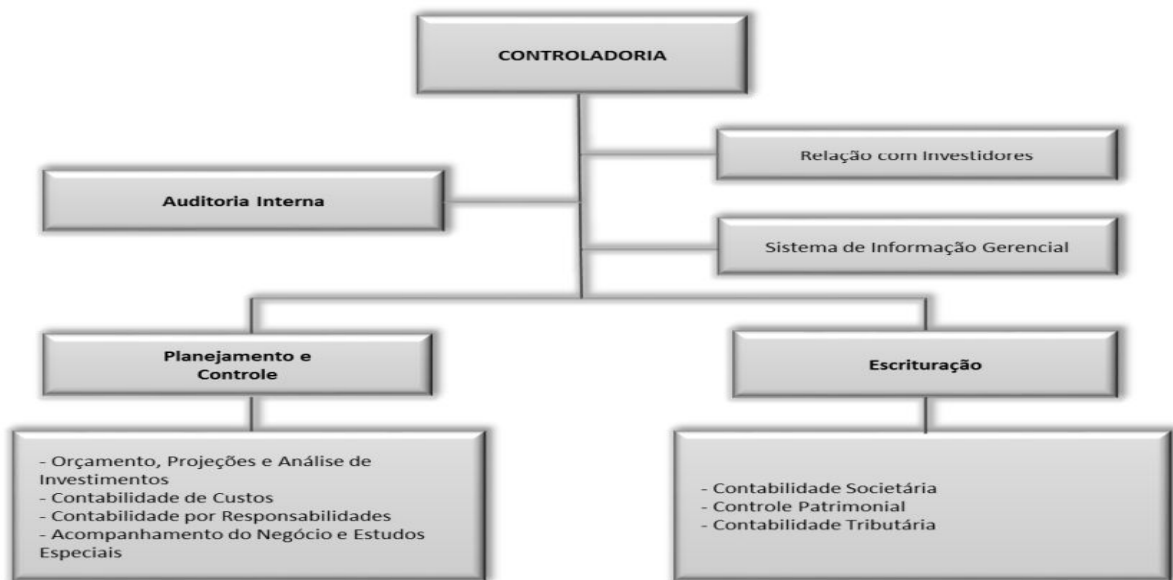 CONTROLADORIA
Relação com Investidores
Auditoria Interna
Sistema de Informação Gerencial
Planejamento e
Controle
Escrituração
- Orçamento, Projeções e Análise de
Investimentos
- Contabilidade de Custos
- Contabilidade por Responsabilidades
- Acompanhamento do Negócio e Estudos
Especiais
- Contabilidade Societária
- Controle Patrimonial
- Contabilidade Tributária